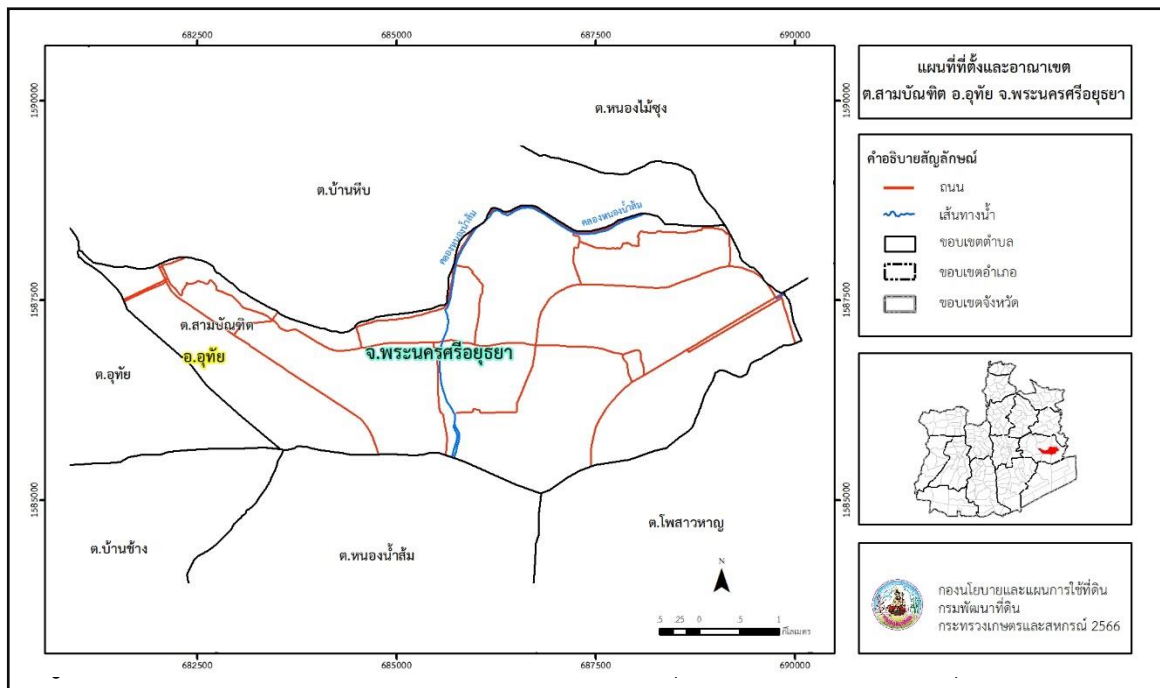 682500 685000 687500 690000
1590000
1590000
ต.หนองไม้ซุง
ต.บ้านหีบ
คลองหนองน้ำส้ม
คลองหนองน้ำส้ม
1587500
1587500
ต.สามบัณฑิต
อ.อุทัย
จ.พระนครศรีอยุธยา
ต.อุทัย
1585000
1585000
ต.โพสาวหาญ
ต.บ้านช้าง
ต.หนองน้ำส้ม
N
.5 .25 0 .5 1
กิโลเมตร
682500 685000 687500 690000
แผนที่ที่ตั้งและอาณาเขต
ต.สามบัณฑิต อ.อุทัย จ.พระนครศรีอยุธยา
คำอธิบายสัญลักษณ์
ถนน
เส้นทางน้ำ
ขอบเขตตำบล
ขอบเขตอำเภอ
ขอบเขตจังหวัด
กองนโยบายและแผนการใช้ที่ดิน
กรมพัฒนาที่ดิน
กระทรวงเกษตรและสหกรณ์ 2566